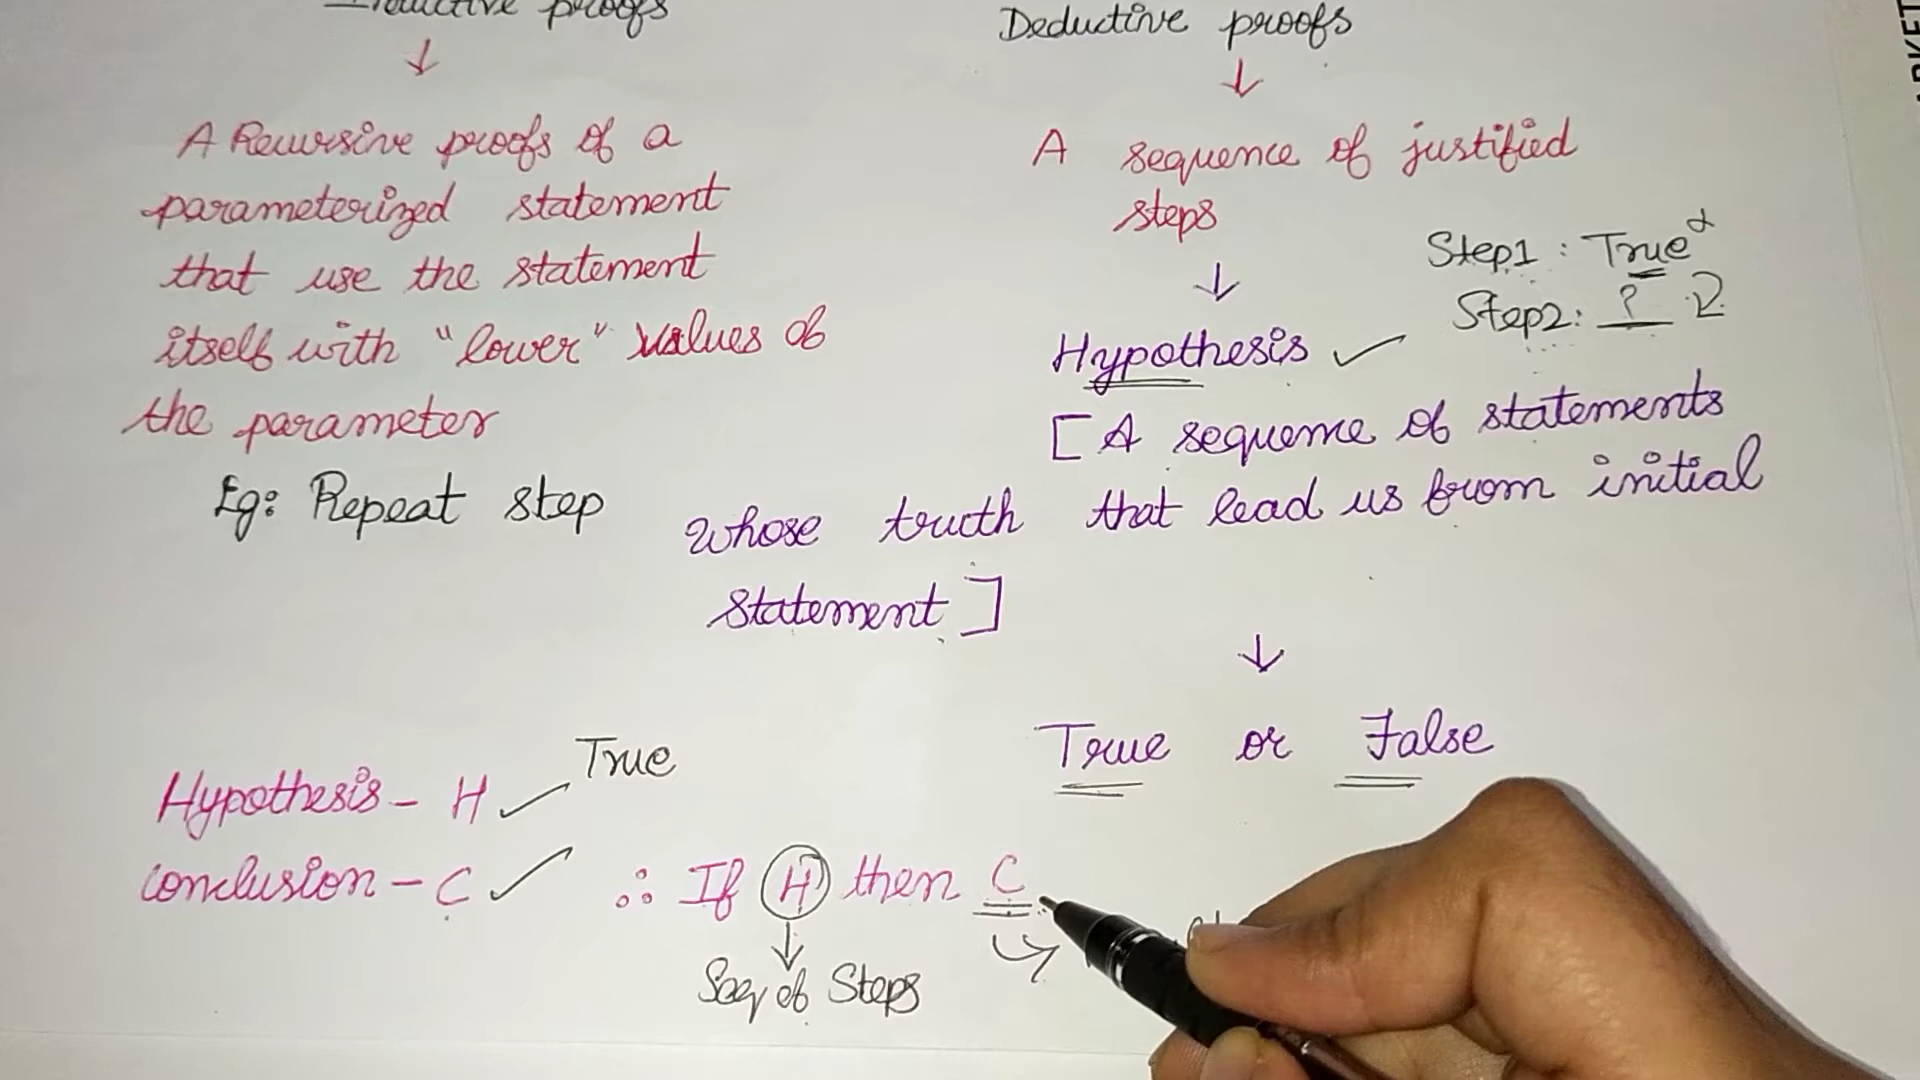 Inductive proofs
↓
A Recursive proofs of a
parameterized statement
that use the statement
itself with "lower" values of
the parameter
Eg: Repeat step
Deductive proofs
↓
A sequence of justified
steps
↓
Step1 : True
Step2: ?
Hypothesis ✓
[A sequence of statements
whose truth that lead us from initial
statement]
↓
True or False
Hypothesis - H ✓ True
Conclusion - C ✓
∴ If H then C
↓
Seq of Steps